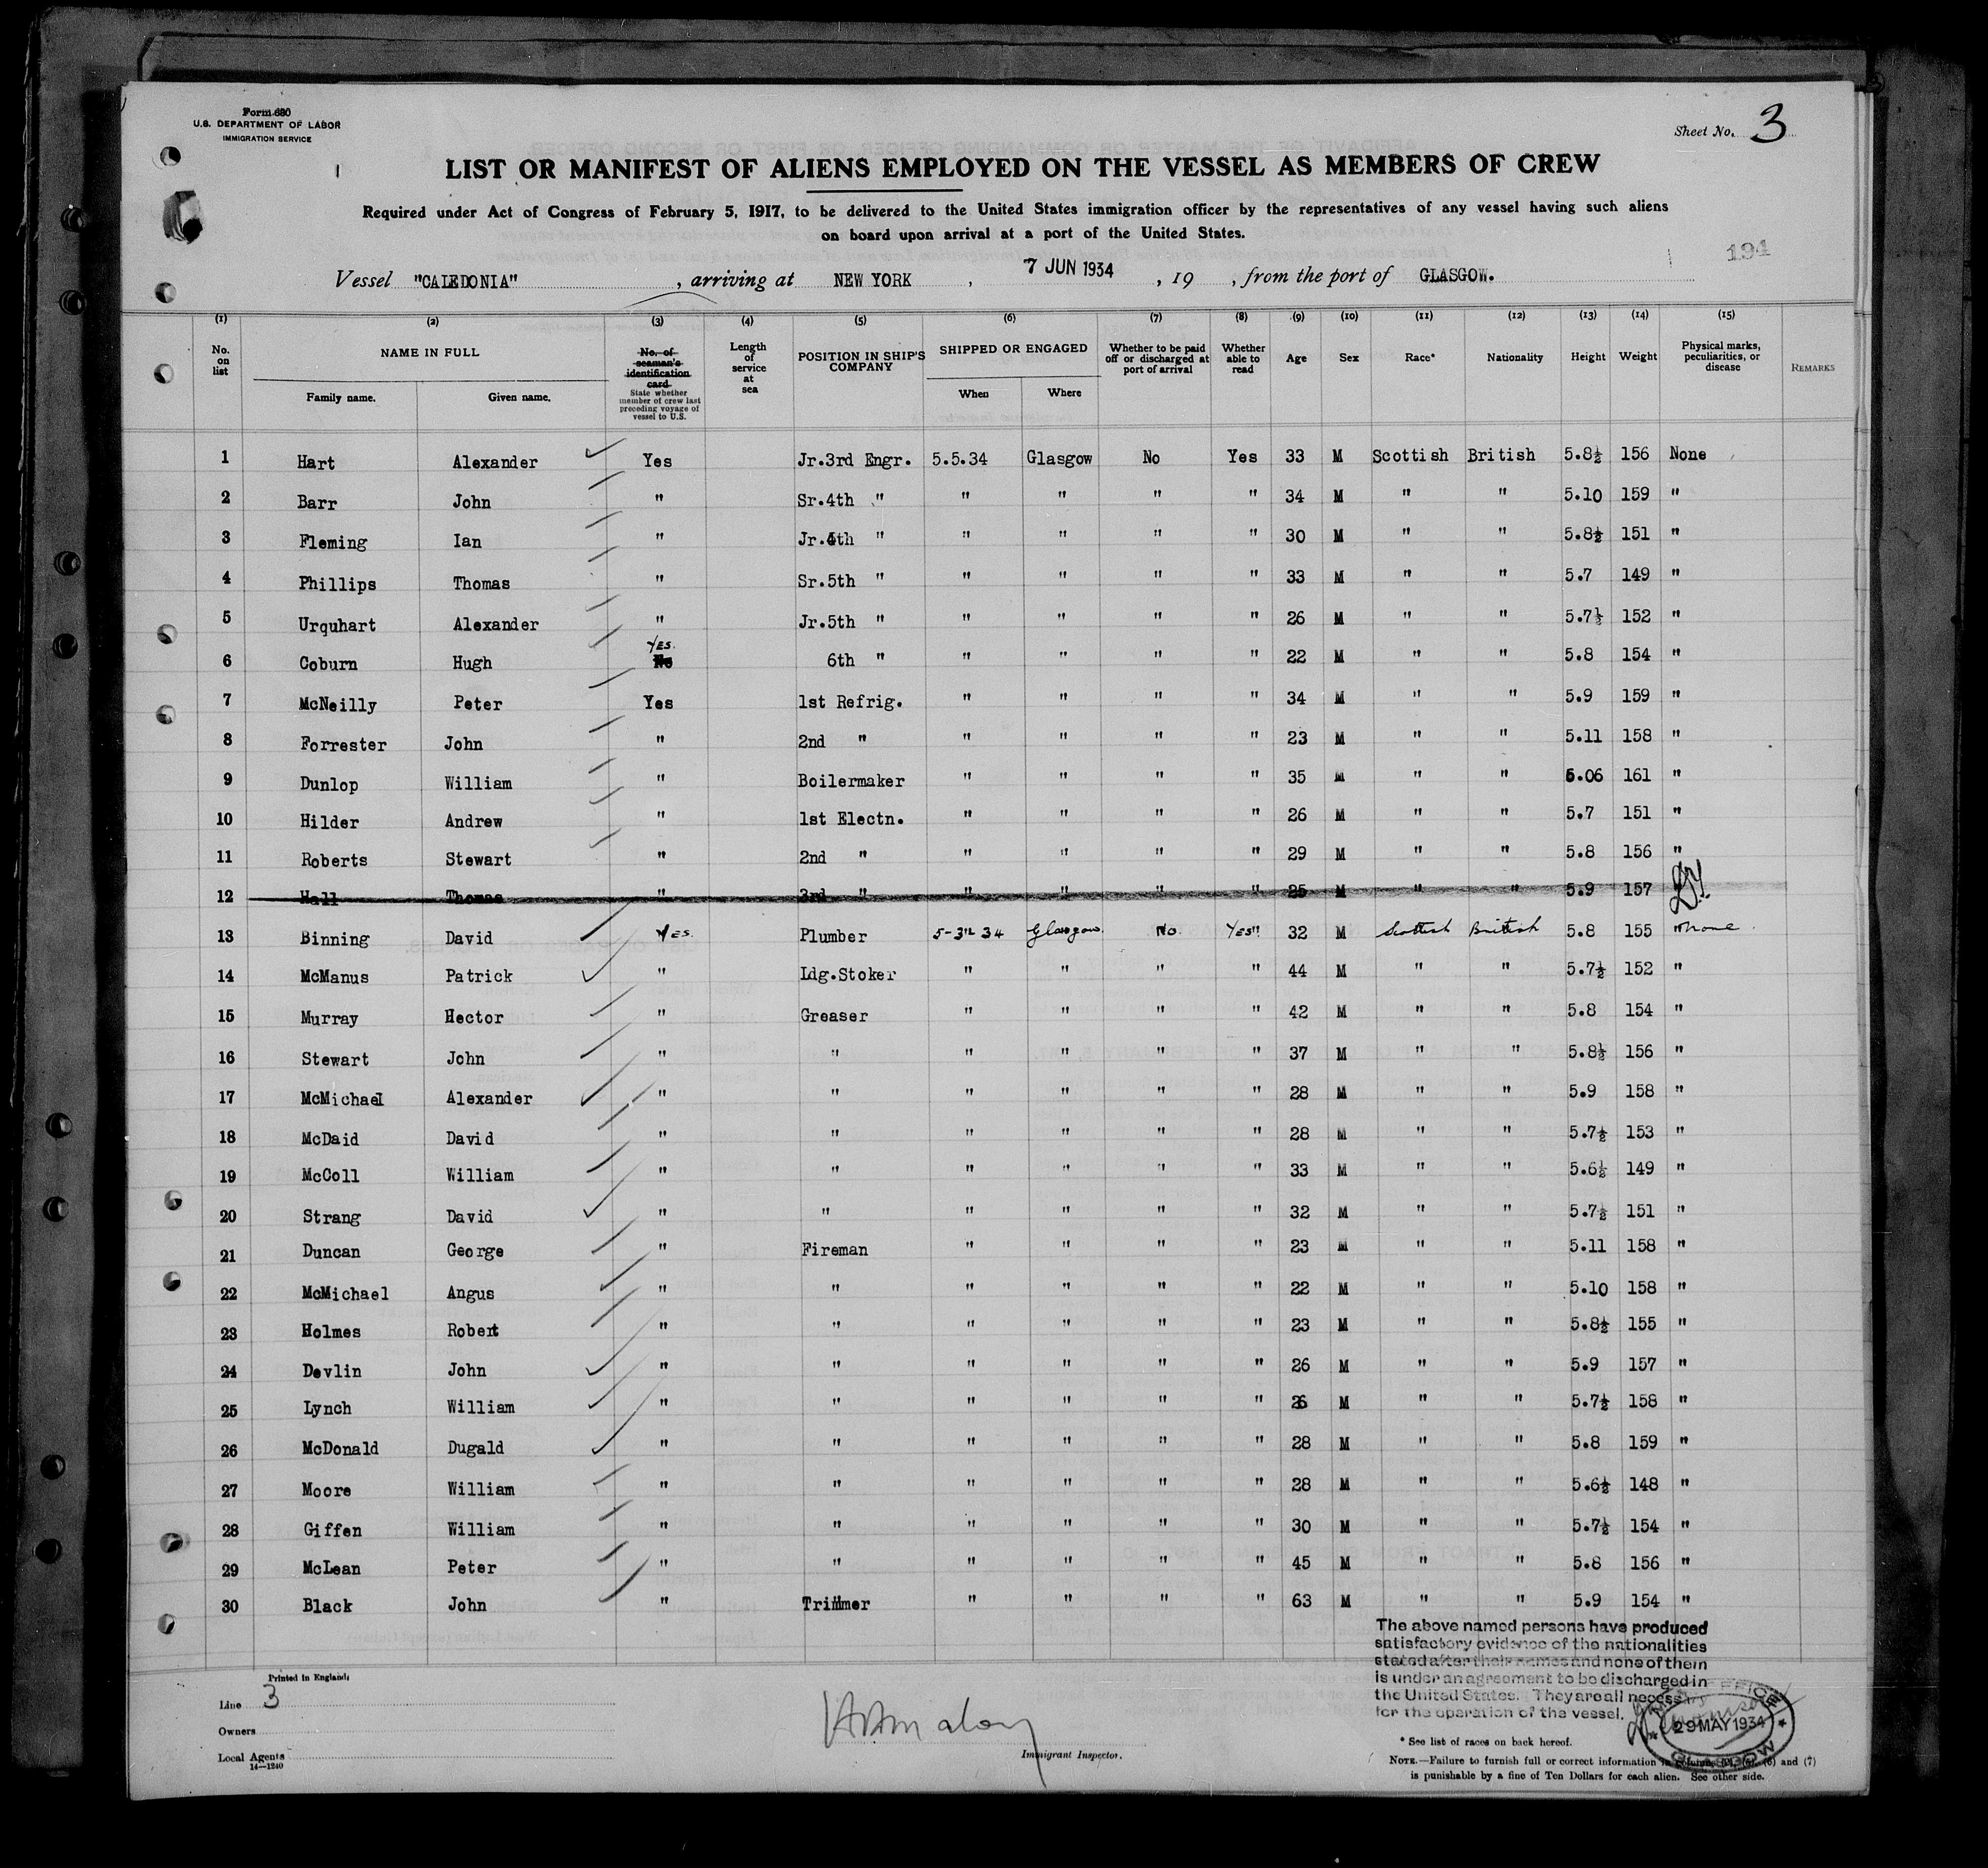 Form 680
U.S. DEPARTMENT OF LABOR
IMMIGRATION SERVICE
Sheet No. 3
LIST OR MANIFEST OF ALIENS EMPLOYED ON THE VESSEL AS MEMBERS OF CREW
Required under Act of Congress of February 5, 1917, to be delivered to the United States immigration officer by the representatives of any vessel having such aliens
on board upon arrival at a port of the United States.
194
Vessel "CALEDONIA", arriving at NEW YORK, 7 JUN 1934, 19, from the port of GLASGOW.
(1) (2) (3) (4) (5) (6) (7) (8) (9) (10) (11) (12) (13) (14) (15)
No. on list NAME IN FULL Family name. Given name. No. of seaman's identification card State whether member of crew last preceding voyage of vessel to U.S. Length of service at sea POSITION IN SHIP'S COMPANY SHIPPED OR ENGAGED When Where Whether to be paid off or discharged at port of arrival Whether able to read Age Sex Race* Nationality Height Weight Physical marks, peculiarities, or disease REMARKS
1 Hart Alexander Yes Jr.3rd Engr. 5.5.34 Glasgow No Yes 33 M Scottish British 5.8½ 156 None
2 Barr John " Sr.4th " " " " " 34 M " " 5.10 159 "
3 Fleming Ian " Jr.4th " " " " " 30 M " " 5.8½ 151 "
4 Phillips Thomas " Sr.5th " " " " " 33 M " " 5.7 149 "
5 Urquhart Alexander " Jr.5th " " " " " 26 M " " 5.7½ 152 "
6 Coburn Hugh YES. No 6th " " " " " 22 M " " 5.8 154 "
7 McNeilly Peter Yes 1st Refrig. " " " " 34 M " " 5.9 159 "
8 Forrester John " 2nd " " " " " 23 M " " 5.11 158 "
9 Dunlop William " Boilermaker " " " " 35 M " " 5.06 161 "
10 Hilder Andrew " 1st Electn. " " " " 26 M " " 5.7 151 "
11 Roberts Stewart " 2nd " " " " " 29 M " " 5.8 156 "
12 Hall Thomas " 3rd " " " " " 25 M " " 5.9 157
13 Binning David Yes. Plumber 34 Glasgow No. Yes" 32 M Scottish British 5.8 155 None.
14 McManus Patrick " Ldg.Stoker " " " " 44 M " " 5.7½ 152 "
15 Murray Hector " Greaser " " " " 42 M " " 5.8 154 "
16 Stewart John " " " " " " 37 M " " 5.8½ 156 "
17 McMichael Alexander " " " " " " 28 M " " 5.9 158 "
18 McDaid David " " " " " " 28 M " " 5.7½ 153 "
19 McColl William " " " " " " 33 M " " 5.6½ 149 "
20 Strang David " " " " " " 32 M " " 5.7½ 151 "
21 Duncan George " Fireman " " " " 23 M " " 5.11 158 "
22 McMichael Angus " " " " " " 22 M " " 5.10 158 "
23 Holmes Robert " " " " " " 23 M " " 5.8½ 155 "
24 Devlin John " " " " " " 26 M " " 5.9 157 "
25 Lynch William " " " " " " 26 M " " 5.7½ 158 "
26 McDonald Dugald " " " " " " 28 M " " 5.8 159 "
27 Moore William " " " " " " 28 M " " 5.6½ 148 "
28 Giffen William " " " " " " 30 M " " 5.7½ 154 "
29 McLean Peter " " " " " " 45 M " " 5.8 156 "
30 Black John " Trimmer " " " " 63 M " " 5.9 154 "
The above named persons have produced
satisfactory evidence of the nationalities
stated after their names and none of them
is under an agreement to be discharged in
the United States. They are all necess
for the operation of the vessel.
29 MAY 1934
Printed in England:
Line 3
Owners
Local Agents
14—1240
Immigrant Inspector.
* See list of races on back hereof.
NOTE.—Failure to furnish full or correct information in (6) and (7)
is punishable by a fine of Ten Dollars for each alien. See other side.